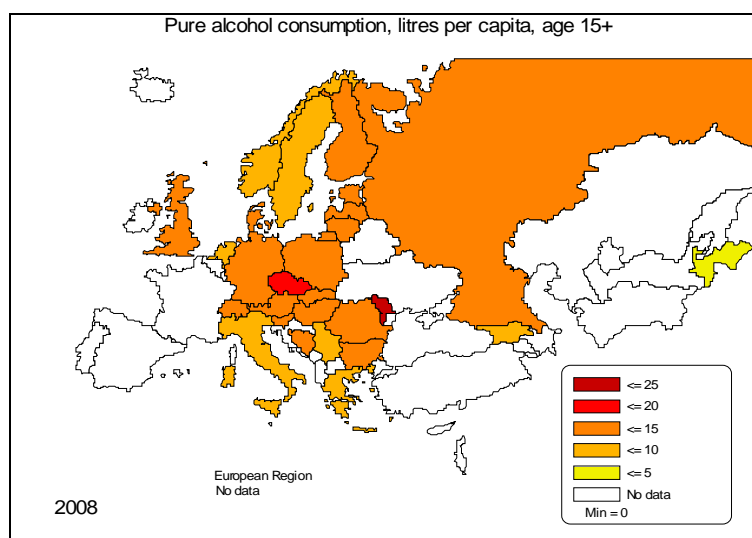 Pure alcohol consumption, litres per capita, age 15+
<= 25
<= 20
<= 15
<= 10
<= 5
No data
Min = 0
European Region
No data
2008